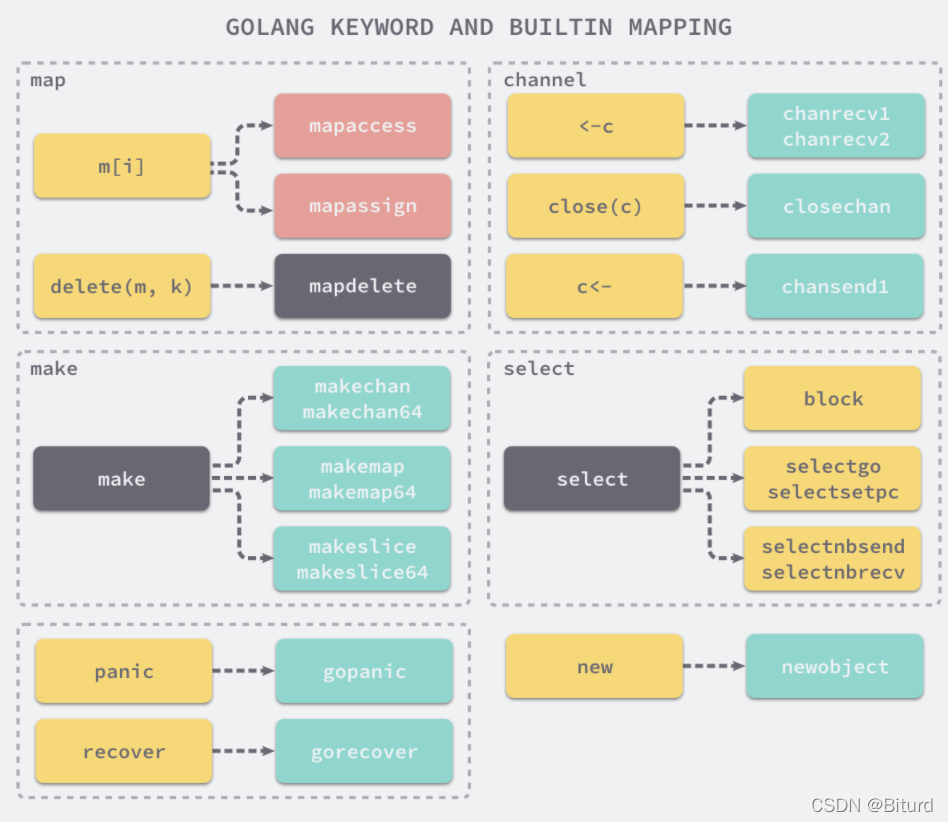 GOLANG KEYWORD AND BUILTIN MAPPING
map
m[i]
mapaccess
mapassign
delete(m, k)
mapdelete
channel
<-c
chanrecv1
chanrecv2
close(c)
closechan
c<-
chansend1
make
make
makechan
makechan64
makemap
makemap64
makeslice
makeslice64
select
select
block
selectgo
selectsetpc
selectnbsend
selectnbrecv
panic
gopanic
recover
gorecover
new
newobject
CSDN @Biturd